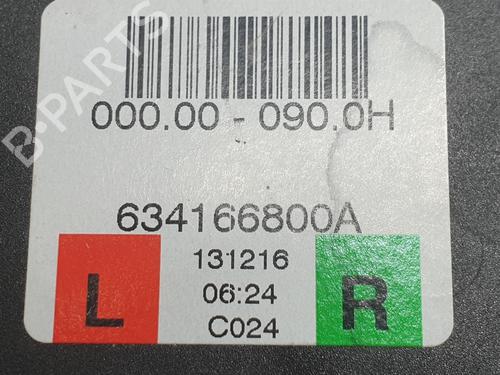 B-PARTS
000.00 - 090.0H
634166800A
L
131216
06:24
C024
R